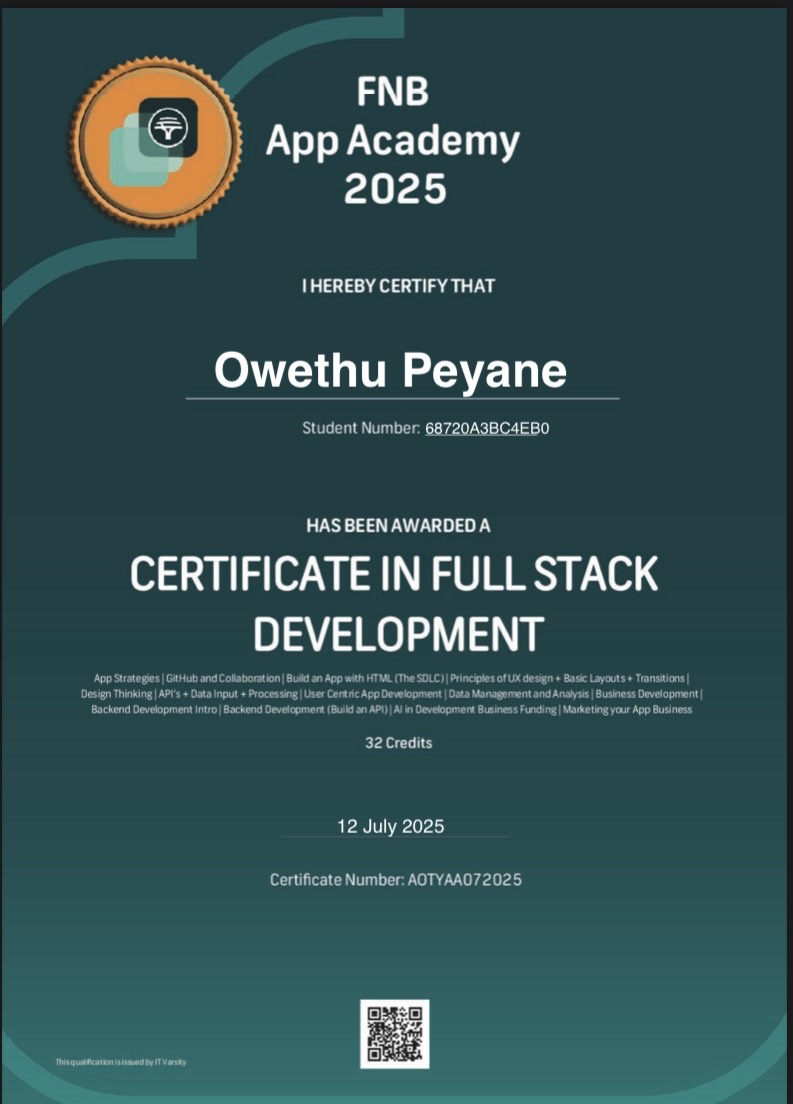 FNB
App Academy
2025
I HEREBY CERTIFY THAT
Owethu Peyane
Student Number: 68720A3BC4EB0
HAS BEEN AWARDED A
CERTIFICATE IN FULL STACK
DEVELOPMENT
App Strategies | GitHub and Collaboration | Build an App with HTML (The SDLC) | Principles of UX design + Basic Layouts + Transitions |
Design Thinking | API's + Data Input + Processing | User Centric App Development | Data Management and Analysis | Business Development |
Backend Development Intro | Backend Development (Build an API) | AI in Development Business Funding | Marketing your App Business
32 Credits
12 July 2025
Certificate Number: AOTYAA072025
This qualification is issued by IT Varsity